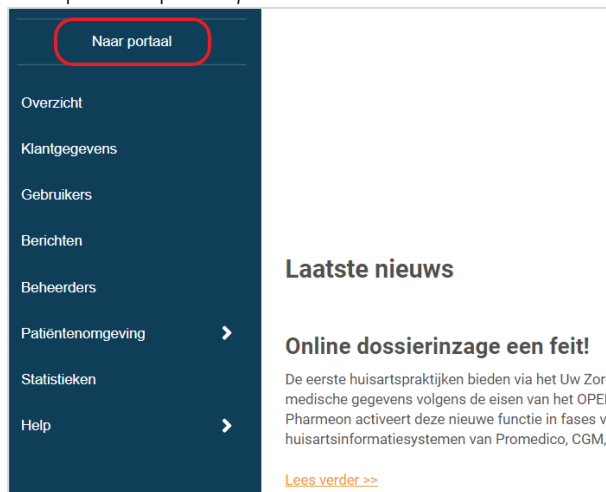 Naar portaal
Overzicht
Klantgegevens
Gebruikers
Berichten
Beheerders
Patiëntenomgeving
Statistieken
Help
Laatste nieuws
Online dossierinzage een feit!
De eerste huisartspraktijken bieden via het Uw
medische gegevens volgens de eisen van het
Pharmeon activeert deze nieuwe functie in fases
huisartsinformatiesystemen van Promedico, CGM,
Lees verder >>